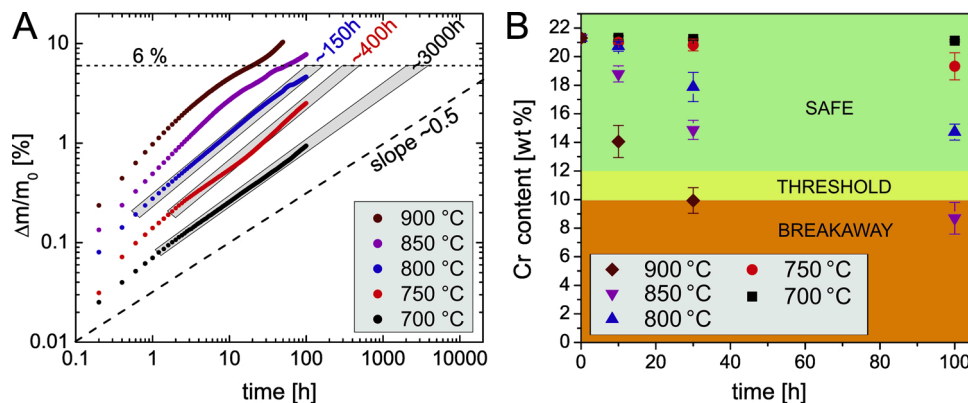 A
6 %
~150h
~400h
~3000h
slope ~0.5
Δm/m₀ [%]
10
1
0.1
0.01
0.1 1 10 100 1000 10000
time [h]
900 °C
850 °C
800 °C
750 °C
700 °C
B
Cr content [wt %]
22
20
18
16
14
12
10
8
6
4
2
0
0 20 40 60 80 100
time [h]
SAFE
THRESHOLD
BREAKAWAY
900 °C 750 °C
850 °C 700 °C
800 °C